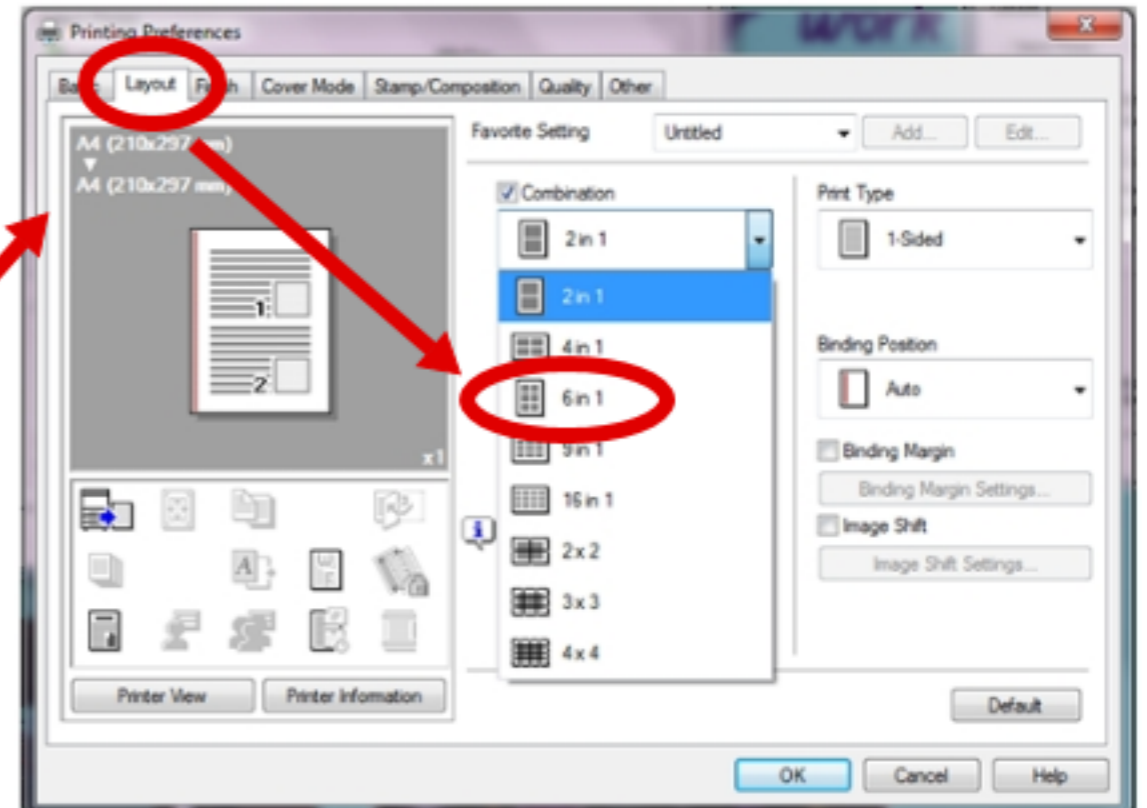 work
Printing Preferences
Layout
Cover Mode
Stamp/Composition
Quality
Other
A4 (210x297 mm)
A4 (210x297 mm)
1
2
x1
Printer View
Printer Information
Favorite Setting
Untitled
Add...
Edit...
Combination
2 in 1
2 in 1
4 in 1
6 in 1
9 in 1
16 in 1
2 x 2
3 x 3
4 x 4
Print Type
1-Sided
Binding Position
Auto
Binding Margin
Binding Margin Settings...
Image Shift
Image Shift Settings...
Default
OK
Cancel
Help